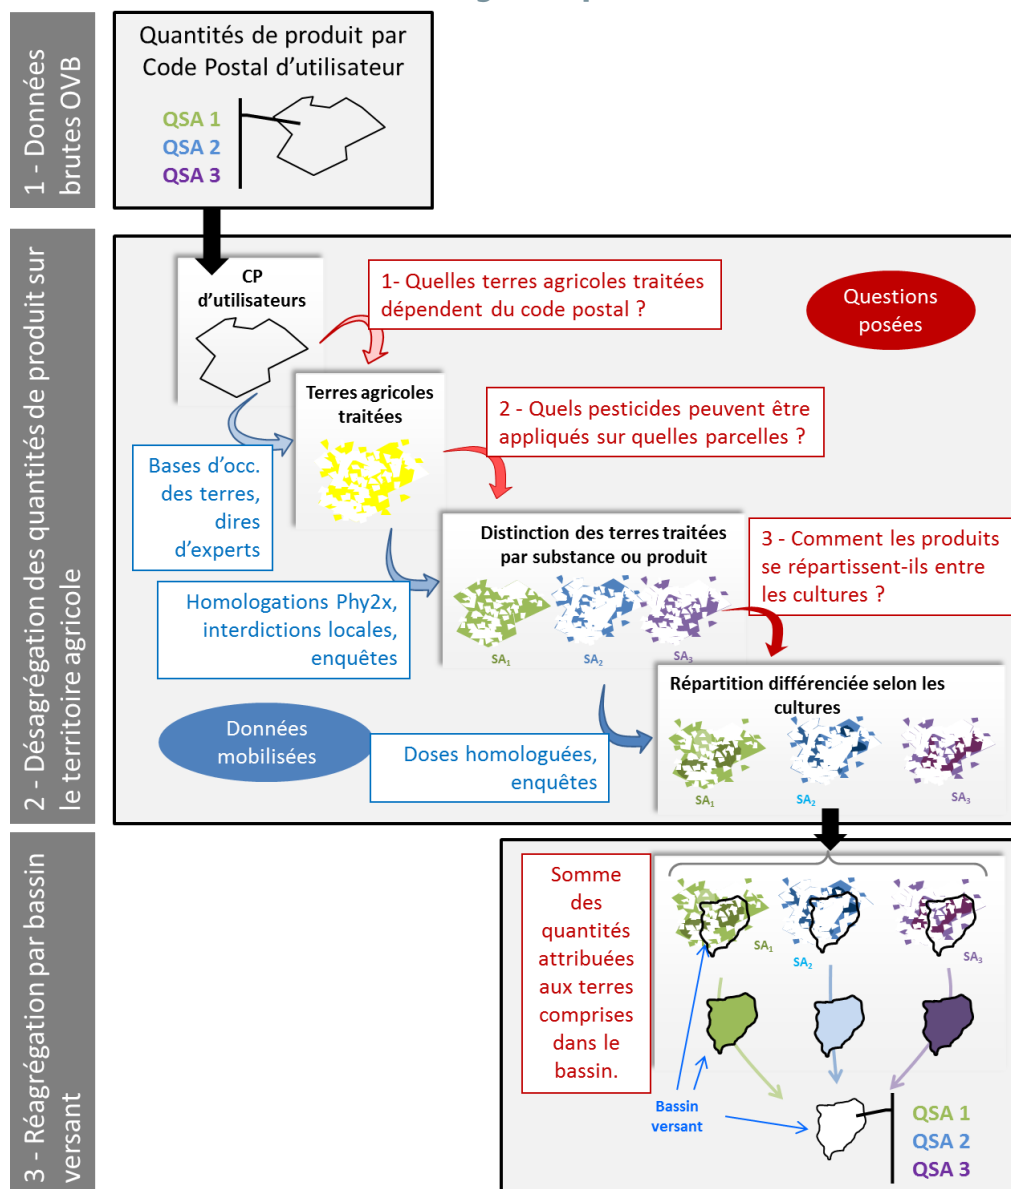 1 - Données
brutes OVB
Quantités de produit par
Code Postal d'utilisateur
QSA 1
QSA 2
QSA 3
2 - Désagrégation des quantités de produit sur
le territoire agricole
CP
d'utilisateurs
1- Quelles terres agricoles traitées
dépendent du code postal ?
Questions
posées
Terres agricoles
traitées
2 - Quels pesticides peuvent être
appliqués sur quelles parcelles ?
Bases d'occ.
des terres,
dires
d'experts
Distinction des terres traitées
par substance ou produit
SA1
SA2
SA3
3 - Comment les produits
se répartissent-ils entre
les cultures ?
Homologations Phy2x,
interdictions locales,
enquêtes
Répartition différenciée selon les
cultures
SA1
SA2
SA3
Données
mobilisées
Doses homologuées,
enquêtes
3 - Réagrégation par bassin
versant
Somme
des
quantités
attribuées
aux terres
comprises
dans le
bassin.
SA1
SA2
SA3
Bassin
versant
QSA 1
QSA 2
QSA 3